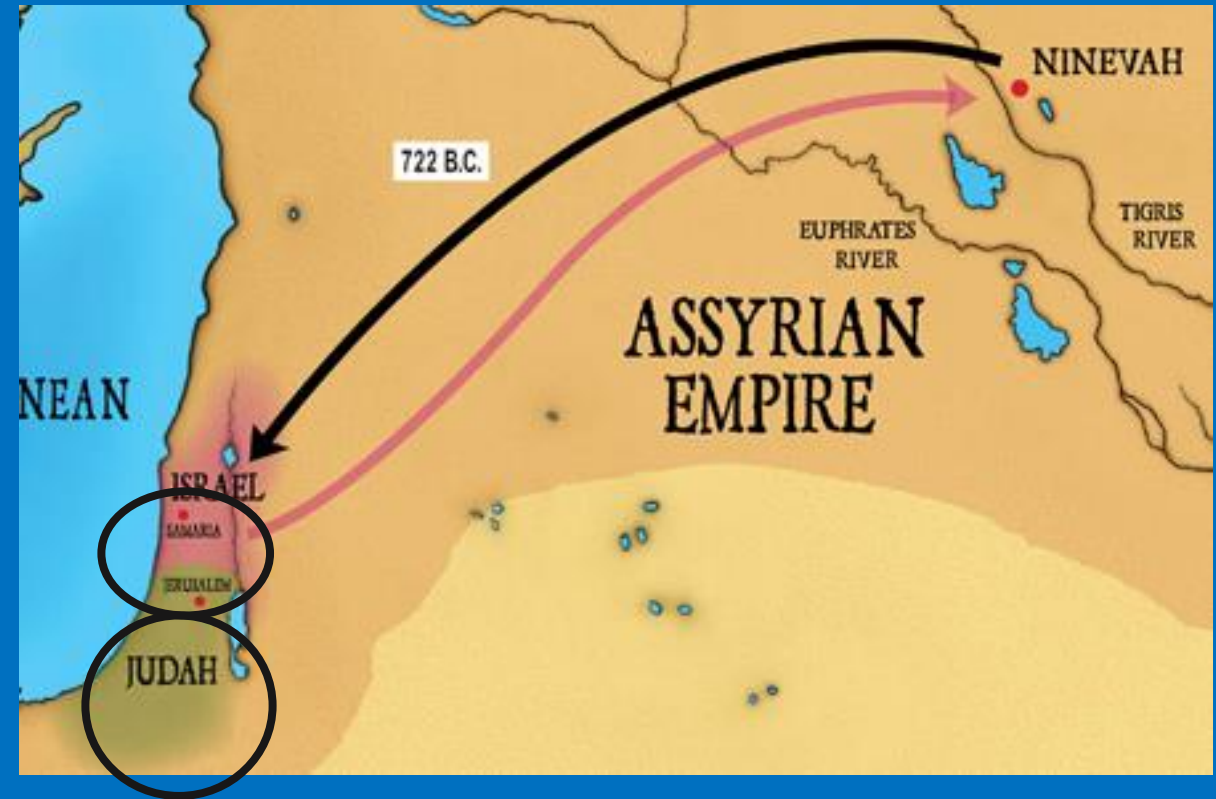 NINEVAH
722 B.C.
TIGRIS
RIVER
EUPHRATES
RIVER
ASSYRIAN
EMPIRE
NEAN
ISRAEL
SAMARIA
JERUSALEM
JUDAH